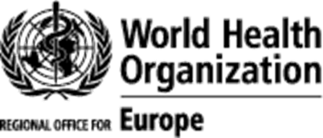 World Health
Organization
REGIONAL OFFICE FOR Europe